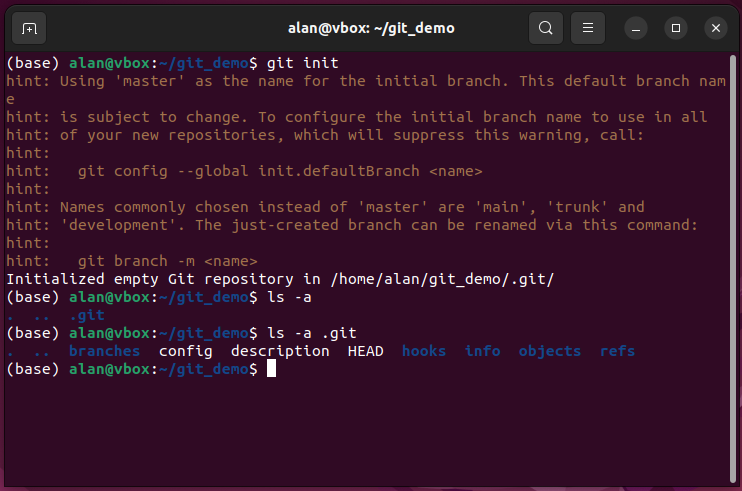 alan@vbox: ~/git_demo
(base) alan@vbox:~/git_demo$ git init
hint: Using 'master' as the name for the initial branch. This default branch nam
e
hint: is subject to change. To configure the initial branch name to use in all
hint: of your new repositories, which will suppress this warning, call:
hint:
hint:   git config --global init.defaultBranch <name>
hint:
hint: Names commonly chosen instead of 'master' are 'main', 'trunk' and
hint: 'development'. The just-created branch can be renamed via this command:
hint:
hint:   git branch -m <name>
Initialized empty Git repository in /home/alan/git_demo/.git/
(base) alan@vbox:~/git_demo$ ls -a
.  ..  .git
(base) alan@vbox:~/git_demo$ ls -a .git
.  ..  branches  config  description  HEAD  hooks  info  objects  refs
(base) alan@vbox:~/git_demo$